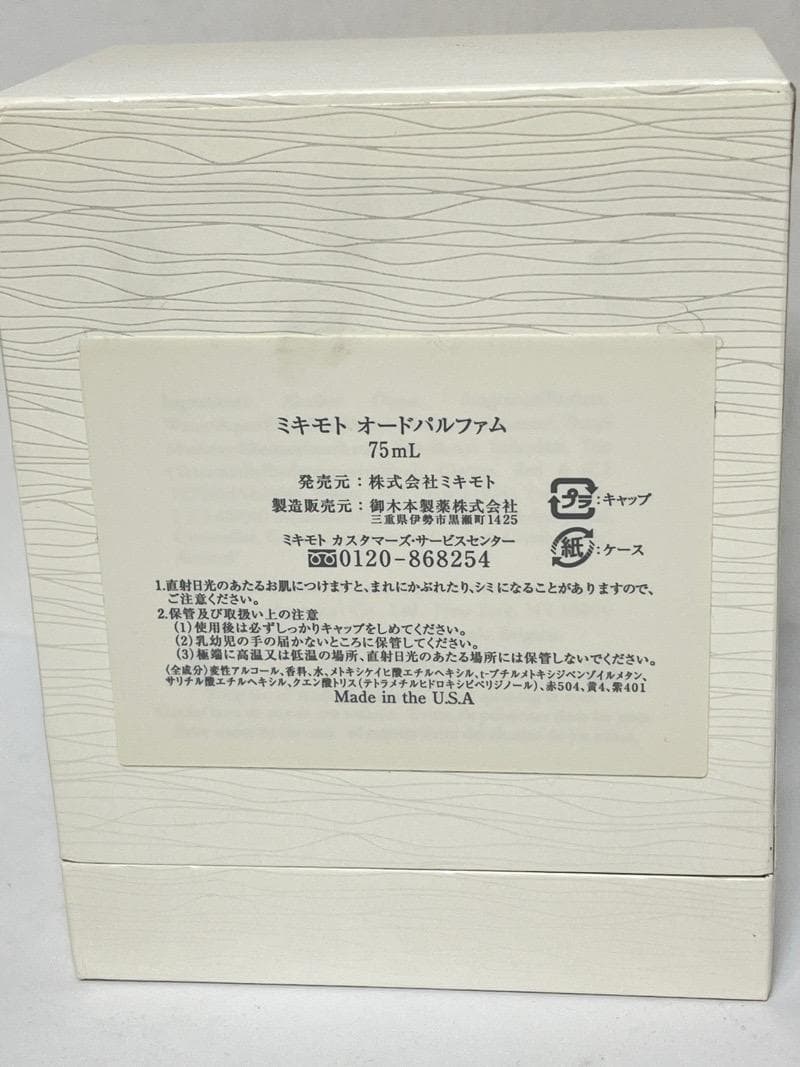 ミキモト オードパルファム
75mL
発売元：株式会社ミキモト
製造販売元：御木本製薬株式会社
三重県伊勢市黒瀬町1425
プラ：キャップ
紙：ケース
ミキモト カスタマーズ・サービスセンター
0120-868254
1.直射日光のあたるお肌につけますと、まれにかぶれたり、シミになることがありますので、
ご注意ください。
2.保管及び取扱い上の注意
(1)使用後は必ずしっかりキャップをしめてください。
(2)乳幼児の手の届かないところに保管してください。
(3)極端に高温又は低温の場所、直射日光のあたる場所には保管しないでください。
(全成分)変性アルコール、香料、水、メトキシケイヒ酸エチルヘキシル、t-ブチルメトキシジベンゾイルメタン、
サリチル酸エチルヘキシル、クエン酸トリス(テトラメチルヒドロキシピペリジノール)、赤504、黄4、紫401
Made in the U.S.A